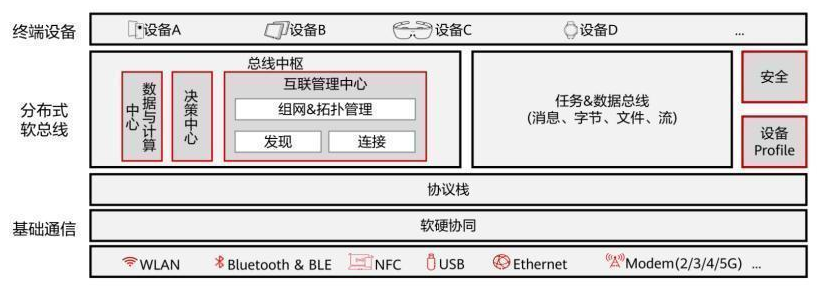 终端设备
设备A
设备B
设备C
设备D
...
分布式
软总线
总线中枢
数据与计算
中心
决策中心
互联管理中心
组网&拓扑管理
发现
连接
任务&数据总线
(消息、字节、文件、流)
安全
设备
Profile
基础通信
协议栈
软硬协同
WLAN
Bluetooth & BLE
NFC
USB
Ethernet
Modem(2/3/4/5G)
...